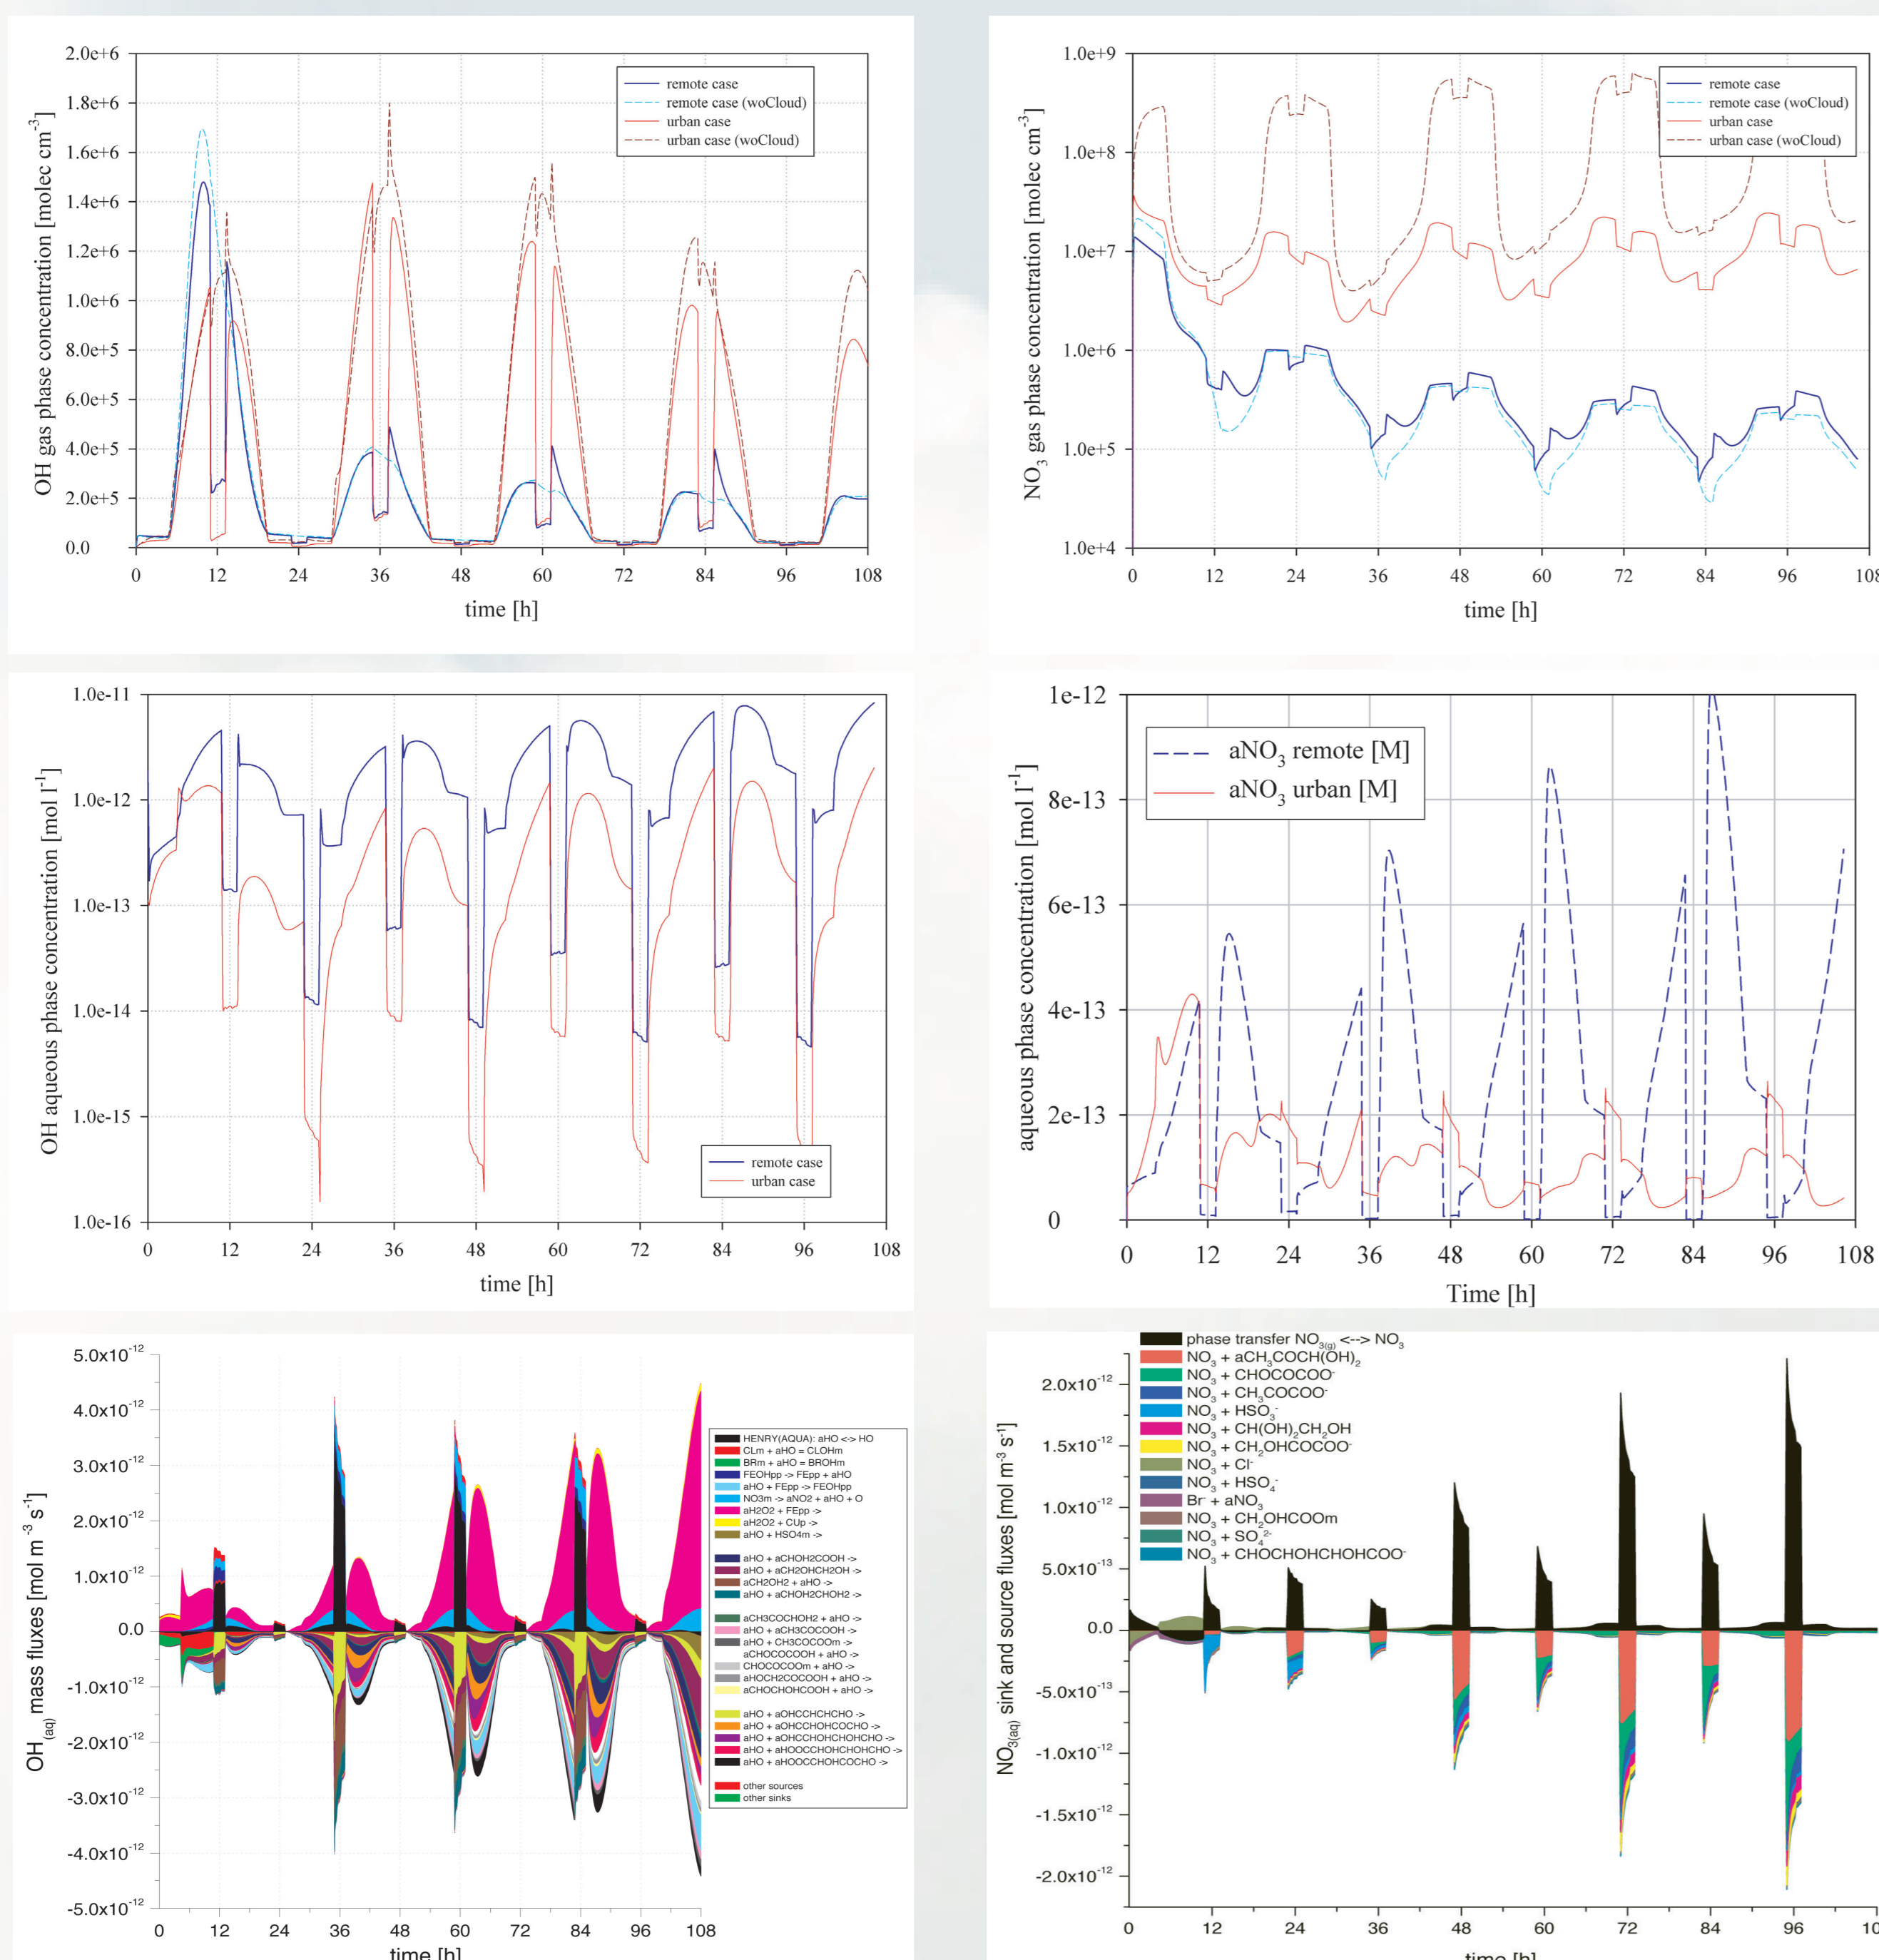 2.0e+6
1.8e+6
1.6e+6
1.4e+6
1.2e+6
1.0e+6
8.0e+5
6.0e+5
4.0e+5
2.0e+5
0.0
OH gas phase concentration [molec cm⁻³]
remote case
remote case (woCloud)
urban case
urban case (woCloud)
0 12 24 36 48 60 72 84 96 108
time [h]
1.0e+9
1.0e+8
1.0e+7
1.0e+6
1.0e+5
1.0e+4
NO₃ gas phase concentration [molec cm⁻³]
remote case
remote case (woCloud)
urban case
urban case (woCloud)
0 12 24 36 48 60 72 84 96 108
time [h]
1.0e-11
1.0e-12
1.0e-13
1.0e-14
1.0e-15
1.0e-16
OH aqueous phase concentration [mol l⁻¹]
remote case
urban case
0 12 24 36 48 60 72 84 96 108
time [h]
1e-12
8e-13
6e-13
4e-13
2e-13
0
aqueous phase concentration [mol l⁻¹]
aNO₃ remote [M]
aNO₃ urban [M]
0 12 24 36 48 60 72 84 96 108
Time [h]
5.0x10⁻¹²
4.0x10⁻¹²
3.0x10⁻¹²
2.0x10⁻¹²
1.0x10⁻¹²
0.0
-1.0x10⁻¹²
-2.0x10⁻¹²
-3.0x10⁻¹²
-4.0x10⁻¹²
-5.0x10⁻¹²
OH₍aq₎ mass fluxes [mol m⁻³ s⁻¹]
HENRY(AQUA): aHO <-> HO
CLm + aHO = CLOHm
BRm + aHO = BROHm
FEOHpp -> FEpp + aHO
aHO + FEpp -> FEOHpp
NO3m -> aNO2 + aHO + O
aH2O2 + FEpp ->
aH2O2 + CUp ->
aHO + HSO4m ->
aHO + aCHOH2COOH ->
aHO + aCH2OHCH2OH ->
aCH2OH2 + aHO ->
aHO + aCHOH2CHOH2 ->
aCH3COCHOH2 + aHO ->
aHO + aCH3COCOOH ->
aHO + CH3COCOOm ->
aCHOCOCOOH + aHO ->
CHOCOCOOm + aHO ->
aHOCH2COCOOH + aHO ->
aCHOCHOHCOOH + aHO ->
aHO + aOHCCHCHCHO ->
aHO + aOHCCHOHCOCHO ->
aHO + aOHCCHOHCHOHCHO ->
aHO + aHOOCCHOHCHOHCHO ->
aHO + aHOOCCHOHCOCHO ->
other sources
other sinks
0 12 24 36 48 60 72 84 96 108
time [h]
phase transfer NO₃₍g₎ <--> NO₃
NO₃ + aCH₃COCH(OH)₂
NO₃ + CHOCOCOO⁻
NO₃ + CH₃COCOO⁻
NO₃ + HSO₃⁻
NO₃ + CH(OH)₂CH₂OH
NO₃ + CH₂OHCOCOO⁻
NO₃ + Cl⁻
NO₃ + HSO₄⁻
Br⁻ + aNO₃
NO₃ + CH₂OHCOOm
NO₃ + SO₄²⁻
NO₃ + CHOCHOHCHOHCOO⁻
2.0x10⁻¹²
1.5x10⁻¹²
1.0x10⁻¹²
5.0x10⁻¹³
0.0
-5.0x10⁻¹³
-1.0x10⁻¹²
-1.5x10⁻¹²
-2.0x10⁻¹²
NO₃₍aq₎ sink and source fluxes [mol m⁻³ s⁻¹]
0 12 24 36 48 60 72 84 96
time [h]